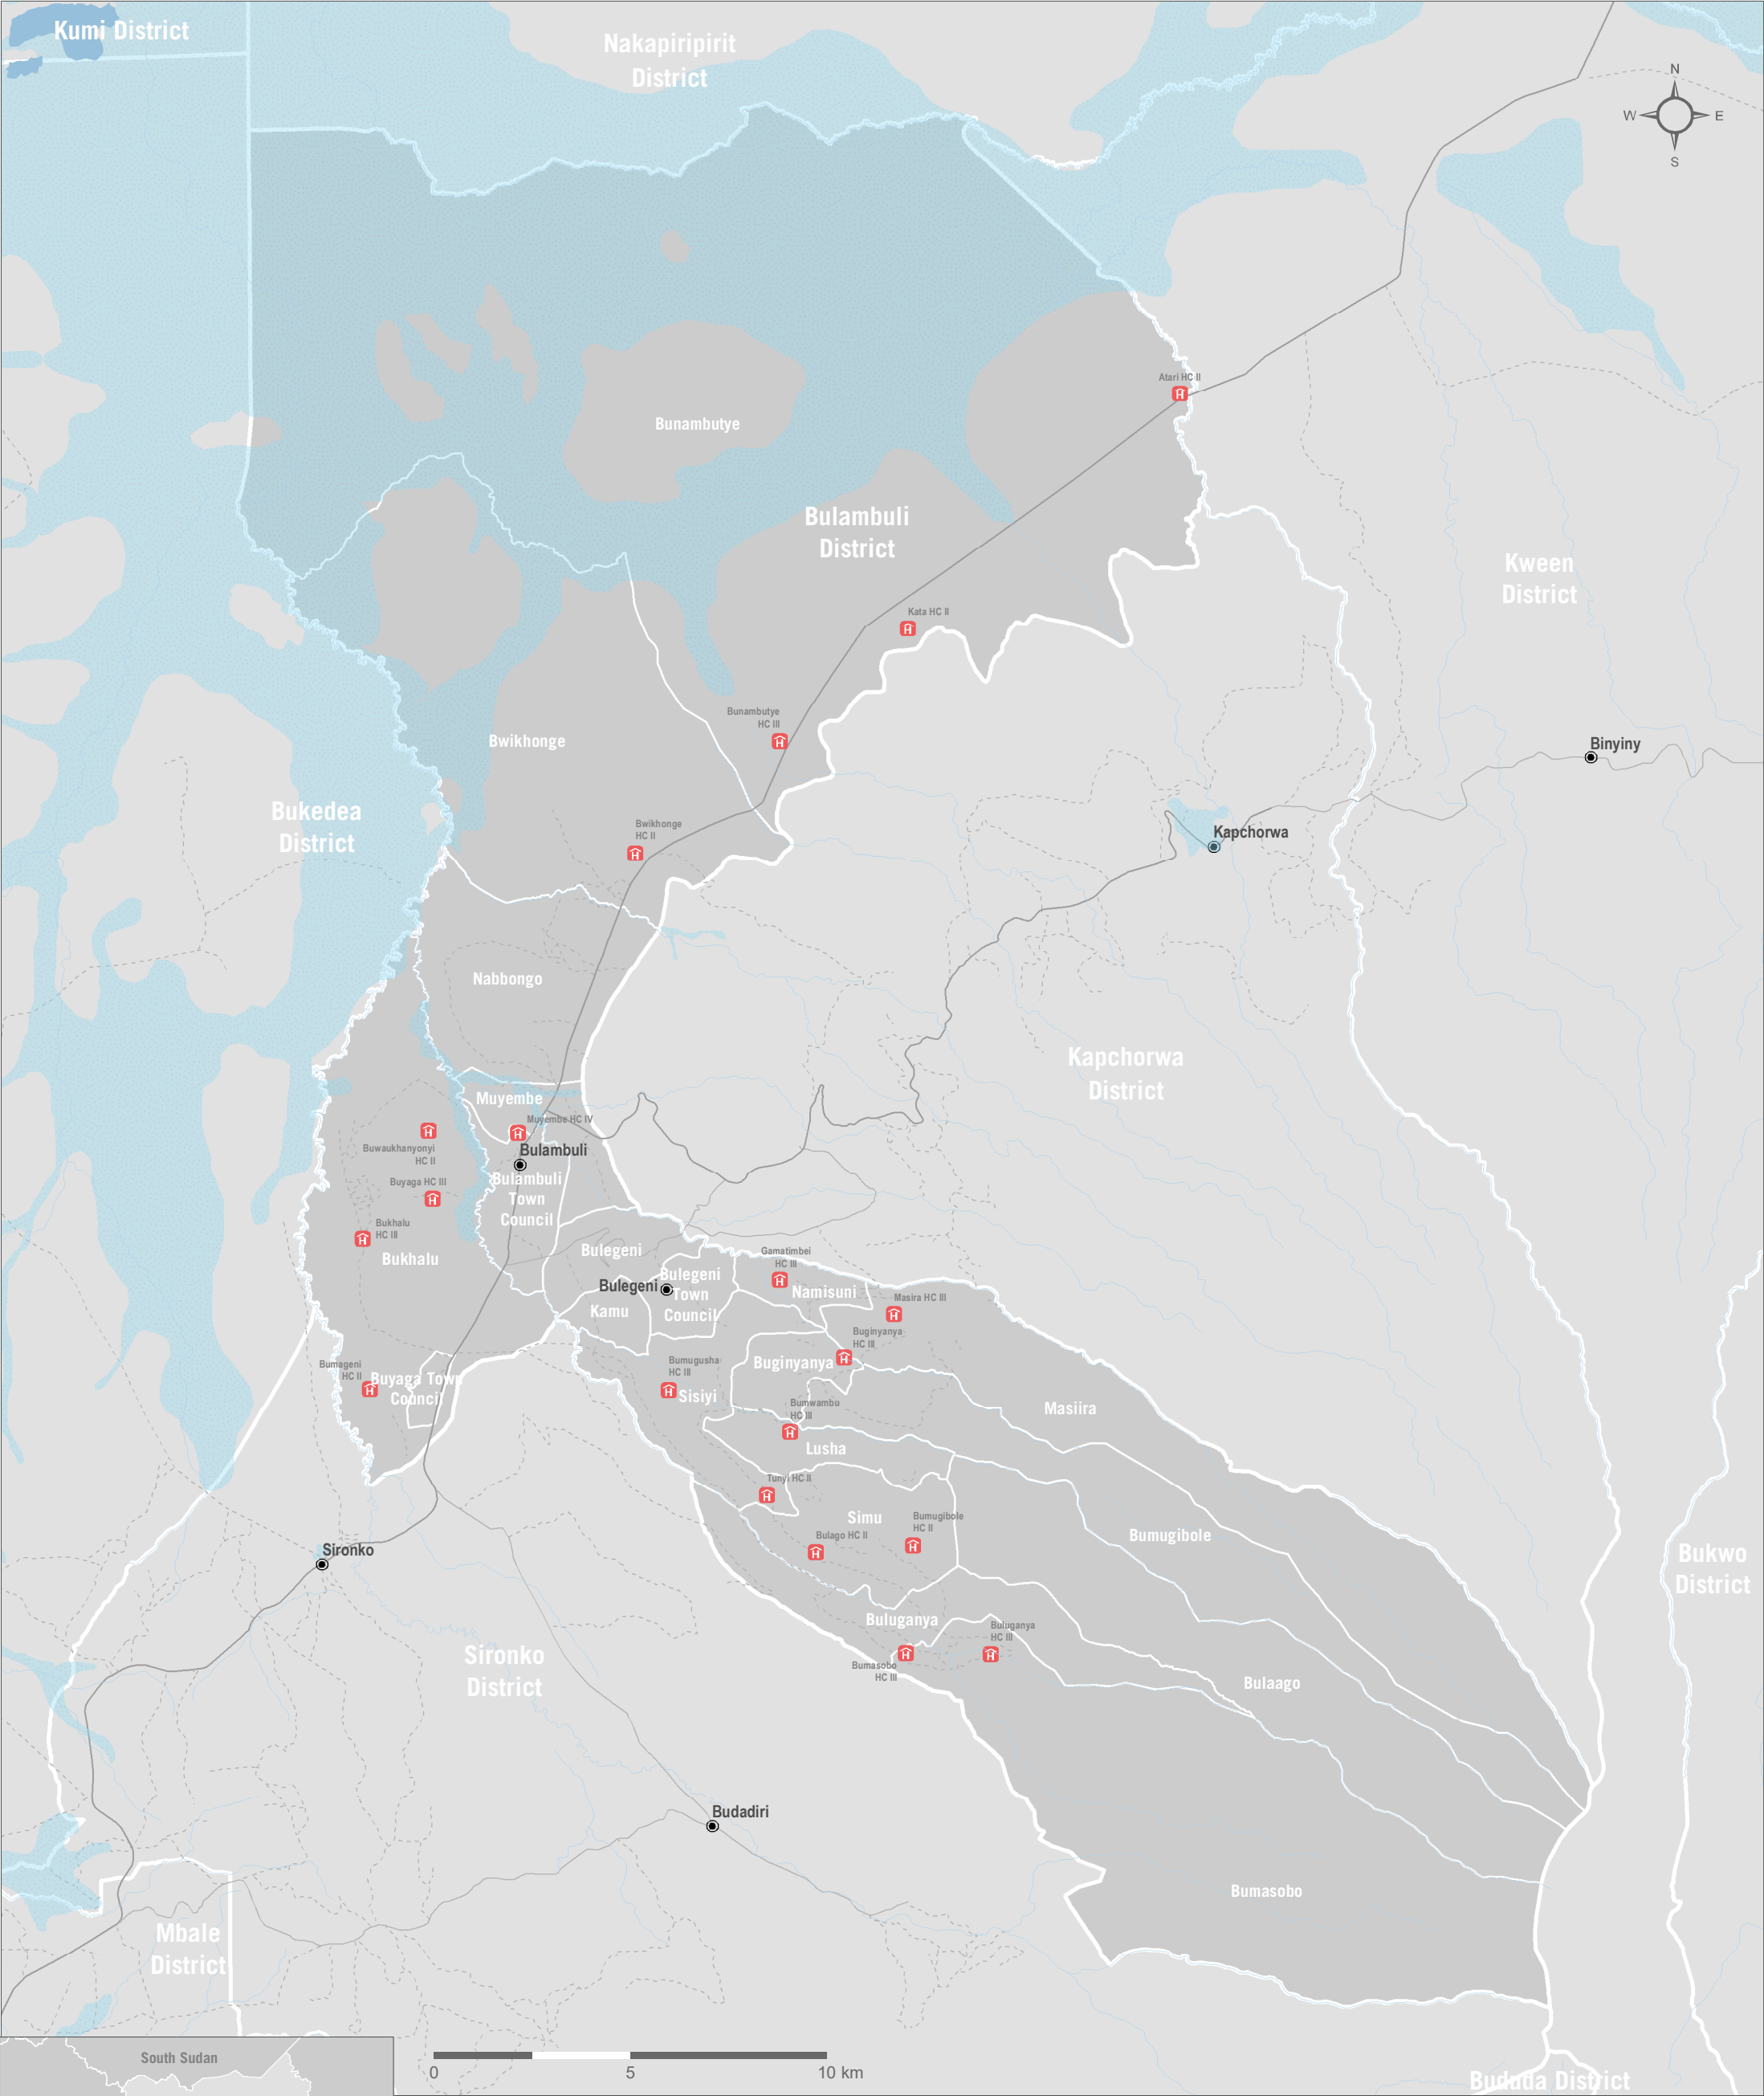 Kumi District
Nakapiripirit
District
N
W
E
S
Atari HC II
Bunambutye
Bulambuli
District
Kween
District
Kata HC II
Bunambutye
HC III
Bwikhonge
Binyiny
Bukedea
District
Bwikhonge
HC II
Kapchorwa
Nabbongo
Kapchorwa
District
Muyembe
Muyembe HC IV
Buwaukhanyonyi
HC II
Bulambuli
Buyaga HC III
Bulambuli
Town
Council
Bukhalu
HC III
Bukhalu
Bulegeni
Gamatimbei
HC III
Bulegeni
Bulegeni
Town
Council
Namisuni
Masira HC III
Kamu
Buginyanya
HC III
Buginyanya
Bumageni
HC II
Buyaga Town
Council
Bumugusha
HC III
Sisiyi
Bumwambu
HC III
Masiira
Lusha
Tunyi HC II
Simu
Bumugibole
HC II
Bulago HC II
Bumugibole
Sironko
Bukwo
District
Buluganya
Buluganya
HC III
Sironko
District
Bumasobo
HC III
Bulaago
Budadiri
Bumasobo
Mbale
District
South Sudan
0
5
10 km
Bududa District